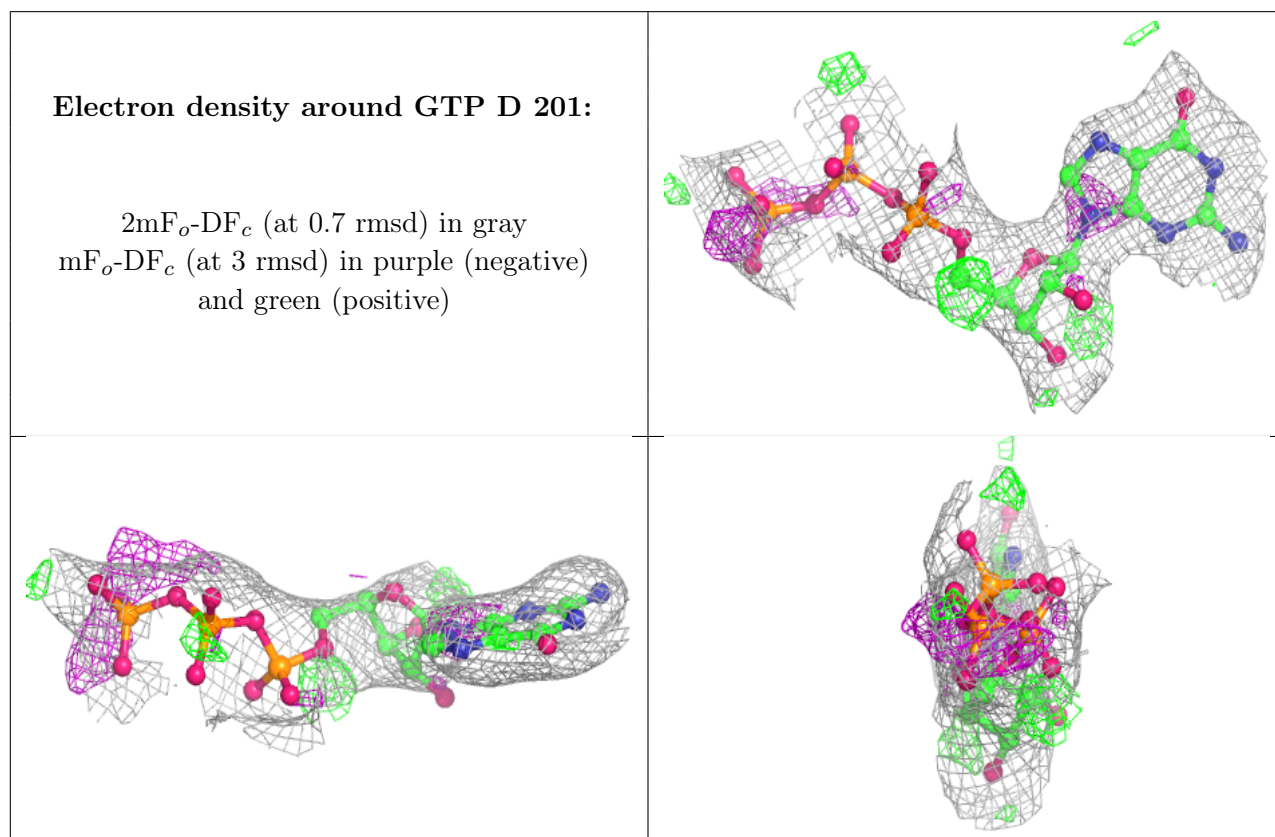 Electron density around GTP D 201:
2mFo-DFc (at 0.7 rmsd) in gray
mFo-DFc (at 3 rmsd) in purple (negative)
and green (positive)